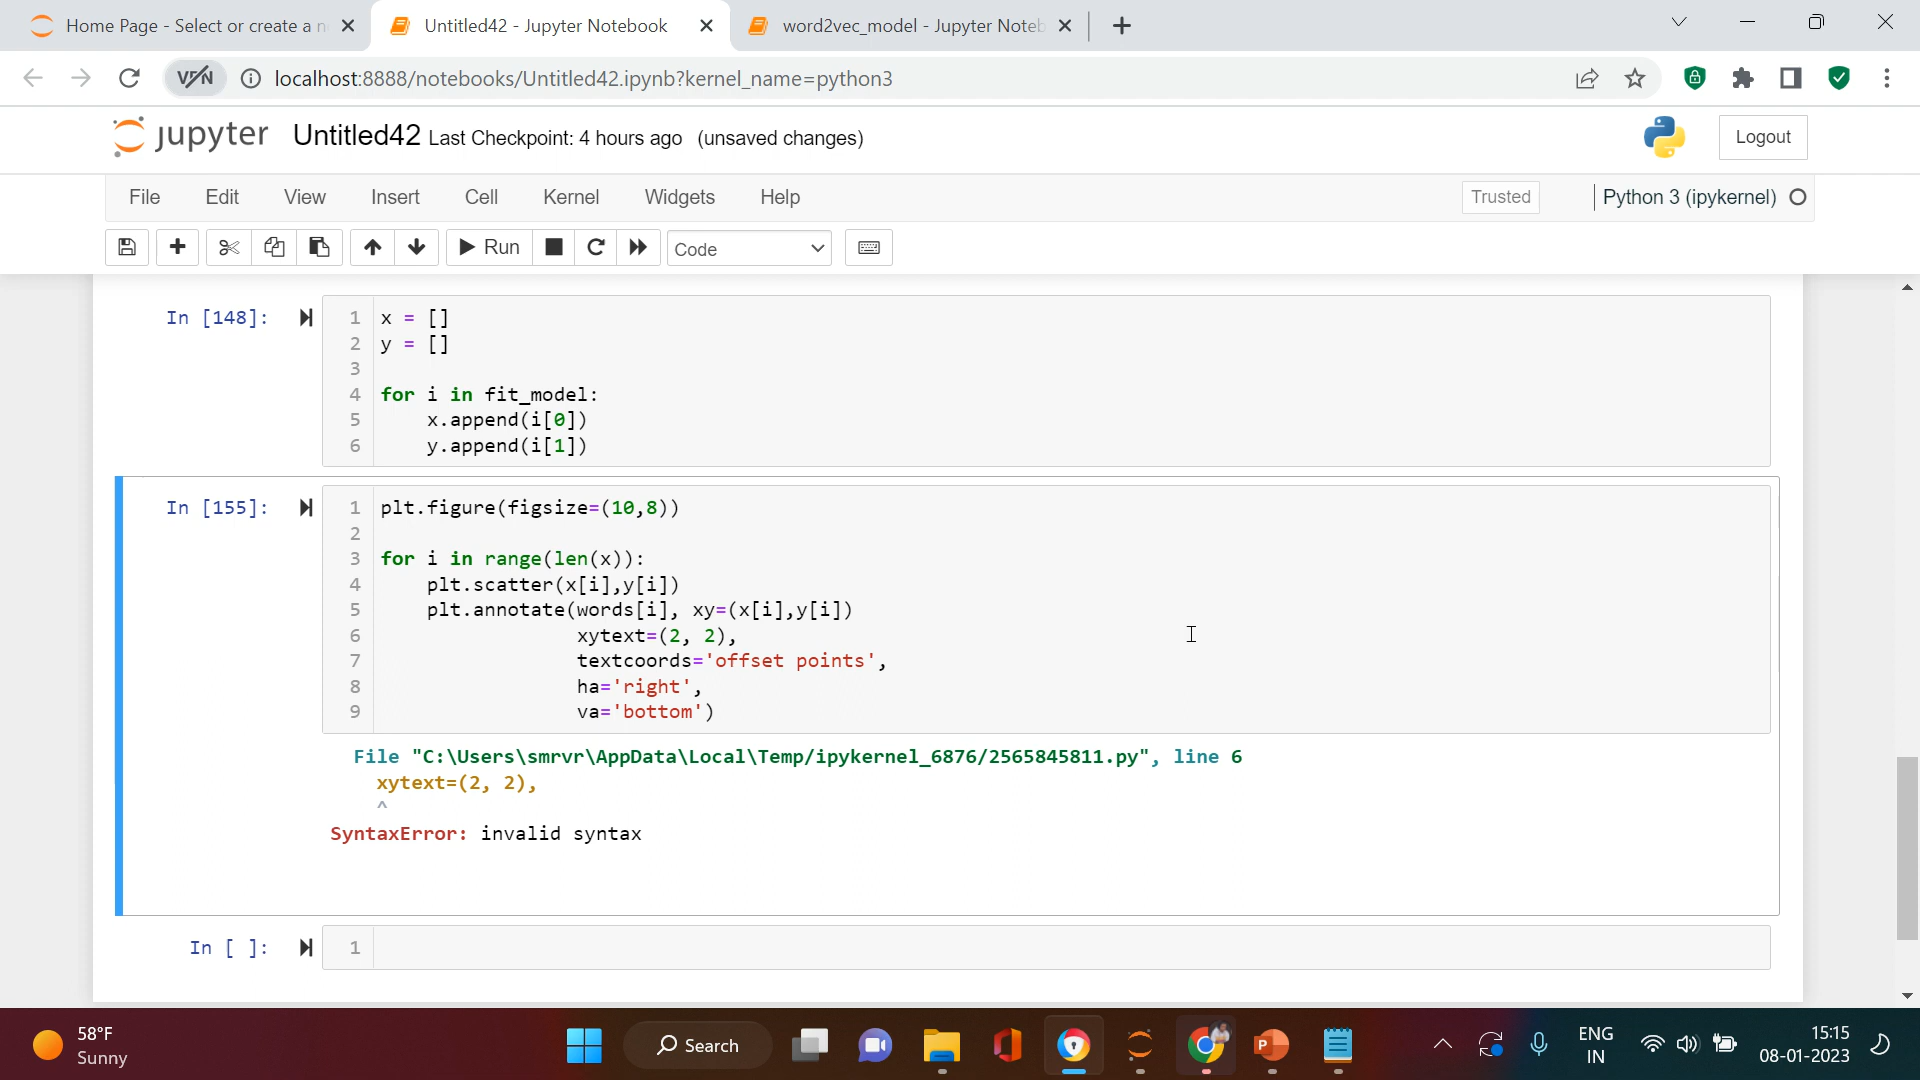 Home Page - Select or create a n
Untitled42 - Jupyter Notebook
word2vec_model - Jupyter Noteb
VPN
localhost:8888/notebooks/Untitled42.ipynb?kernel_name=python3
jupyter Untitled42 Last Checkpoint: 4 hours ago (unsaved changes)
Logout
File Edit View Insert Cell Kernel Widgets Help
Trusted
Python 3 (ipykernel)
Run
Code
In [148]:
1 x = []
2 y = []
3
4 for i in fit_model:
5     x.append(i[0])
6     y.append(i[1])
In [155]:
1 plt.figure(figsize=(10,8))
2
3 for i in range(len(x)):
4     plt.scatter(x[i],y[i])
5     plt.annotate(words[i], xy=(x[i],y[i])
6                  xytext=(2, 2),
7                  textcoords='offset points',
8                  ha='right',
9                  va='bottom')
File "C:\Users\smrvr\AppData\Local\Temp/ipykernel_6876/2565845811.py", line 6
xytext=(2, 2),
^
SyntaxError: invalid syntax
In [ ]:
1
58°F
Sunny
Search
ENG
IN
15:15
08-01-2023